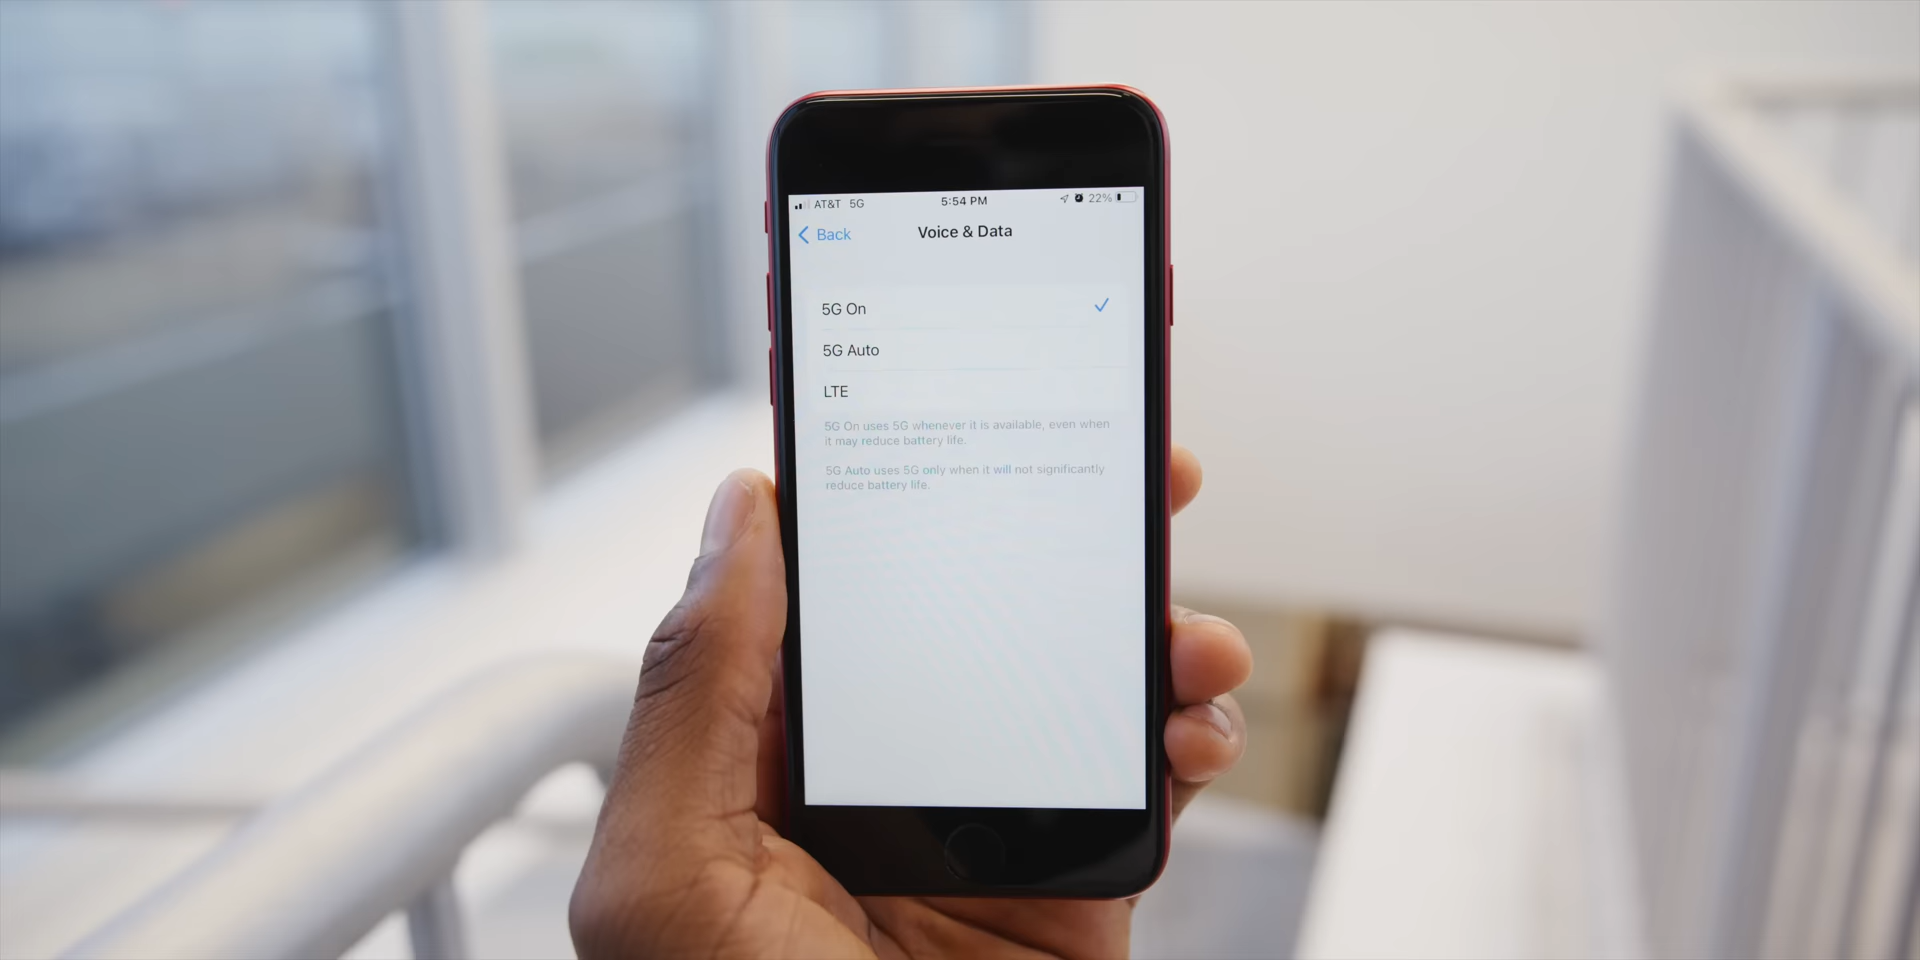 AT&T 5G 5:54 PM 22%
Back Voice & Data
5G On
5G Auto
LTE
5G On uses 5G whenever it is available, even when
it may reduce battery life.
5G Auto uses 5G only when it will not significantly
reduce battery life.